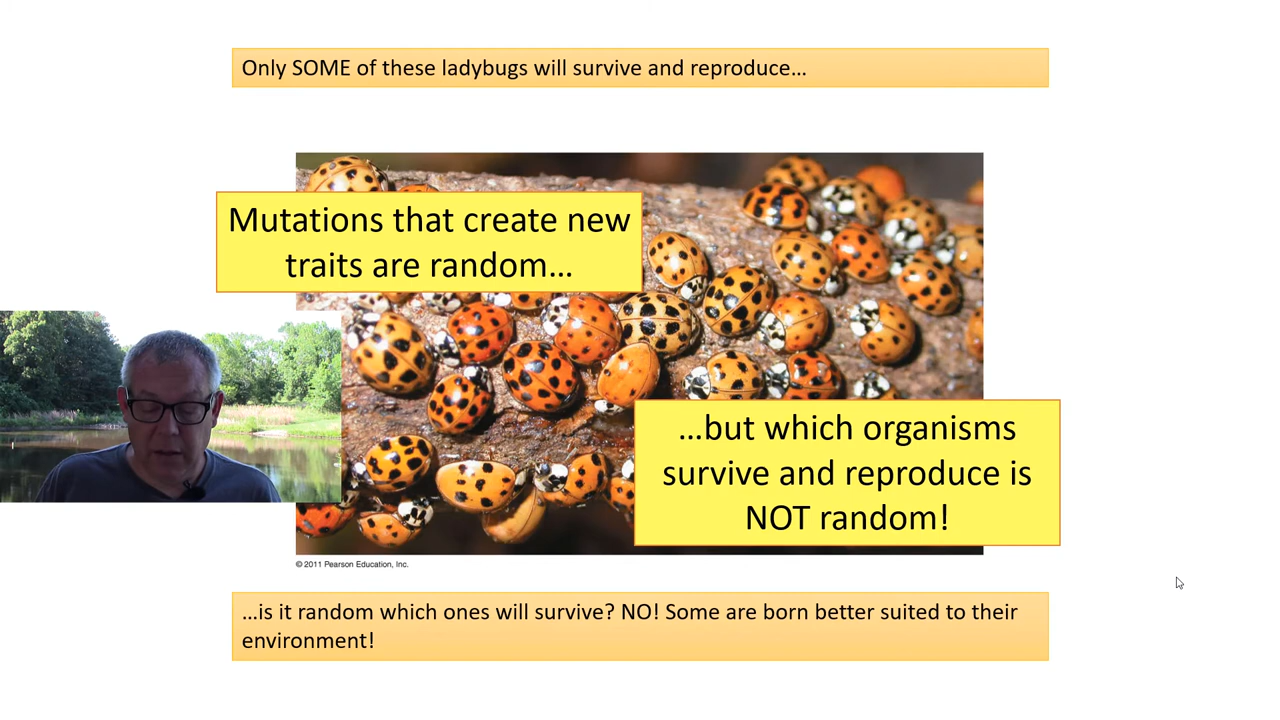 Only SOME of these ladybugs will survive and reproduce…
Mutations that create new
traits are random…
…but which organisms
survive and reproduce is
NOT random!
© 2011 Pearson Education, Inc.
…is it random which ones will survive? NO! Some are born better suited to their
environment!